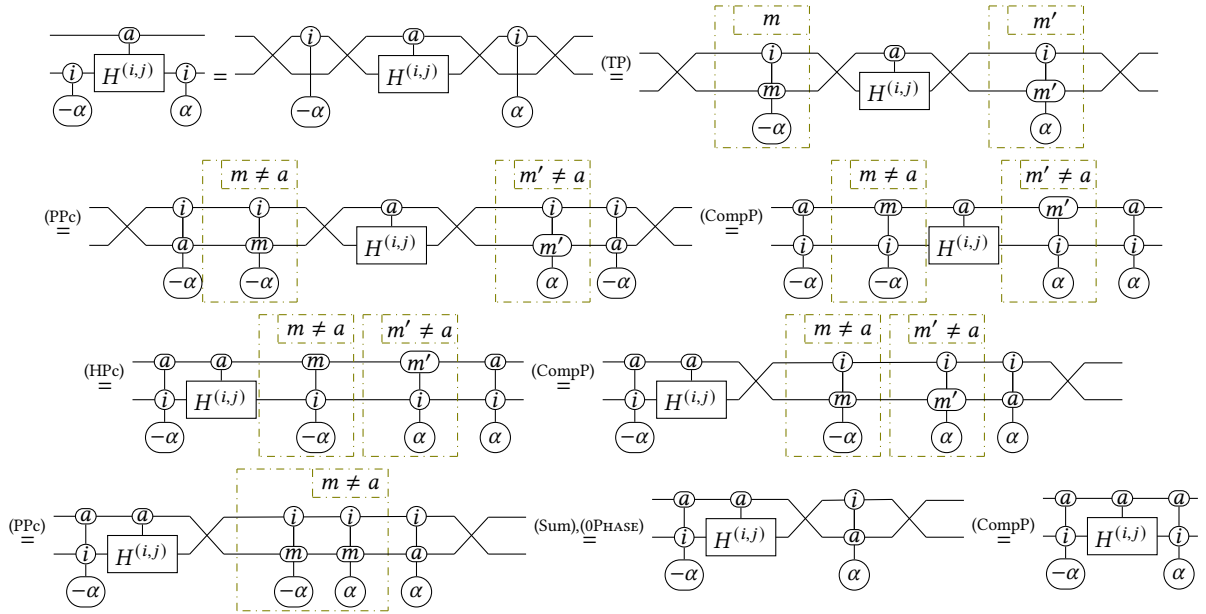 a i H^{(i,j)} i −α α = i a H^{(i,j)} i −α α (TP) = m i m −α a H^{(i,j)} m′ i m′ α
(PPc) = i a −α m ≠ a i m −α a H^{(i,j)} m′ ≠ a i m′ α i a −α (CompP) = a i −α m ≠ a m i −α a H^{(i,j)} m′ ≠ a m′ i α a i α
(HPc) = a i −α a H^{(i,j)} m ≠ a m i −α m′ ≠ a m′ i α a i α (CompP) = a i −α a H^{(i,j)} m ≠ a i m −α m′ ≠ a i m′ α i a α
(PPc) = a i −α a H^{(i,j)} m ≠ a i m −α i m α i a α (Sum),(0Phase) = a i −α a H^{(i,j)} i a α (CompP) = a i −α a H^{(i,j)} a i α